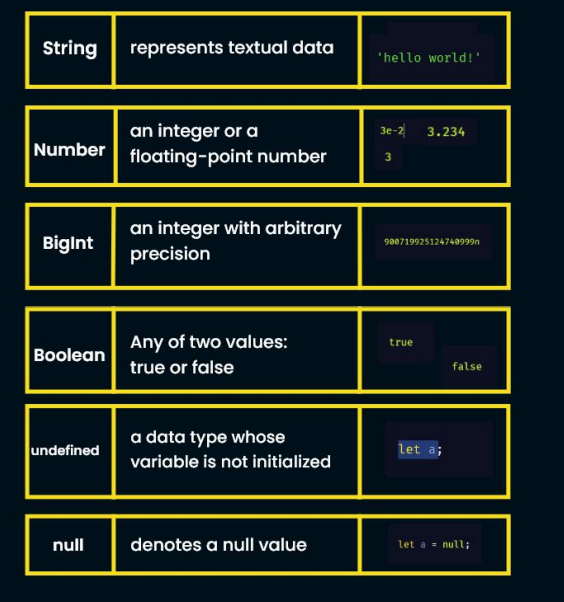 String
represents textual data
'hello world!'
Number
an integer or a
floating-point number
3e-2 3.234
3
BigInt
an integer with arbitrary
precision
900719925124740999n
Boolean
Any of two values:
true or false
true
false
undefined
a data type whose
variable is not initialized
let a;
null
denotes a null value
let a = null;